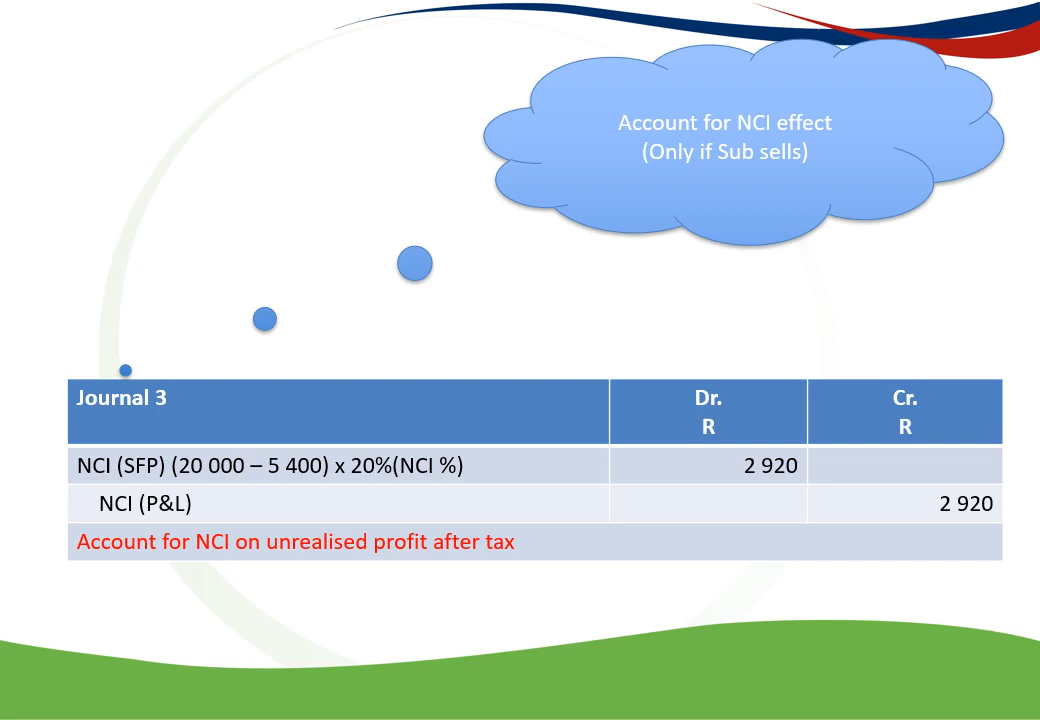 Account for NCI effect
(Only if Sub sells)
Journal 3 Dr. Cr.
R R
NCI (SFP) (20 000 – 5 400) x 20%(NCI %) 2 920
NCI (P&L) 2 920
Account for NCI on unrealised profit after tax